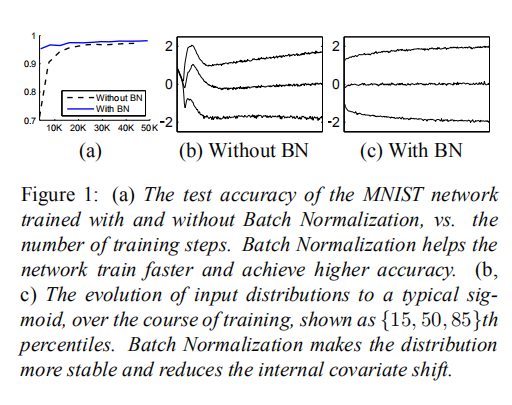 1
0.9
0.8
0.7
Without BN
With BN
10K 20K 30K 40K 50K
2
0
-2
2
0
-2
(a)
(b) Without BN
(c) With BN
Figure 1: (a) The test accuracy of the MNIST network
trained with and without Batch Normalization, vs. the
number of training steps. Batch Normalization helps the
network train faster and achieve higher accuracy. (b,
c) The evolution of input distributions to a typical sig-
moid, over the course of training, shown as {15, 50, 85}th
percentiles. Batch Normalization makes the distribution
more stable and reduces the internal covariate shift.